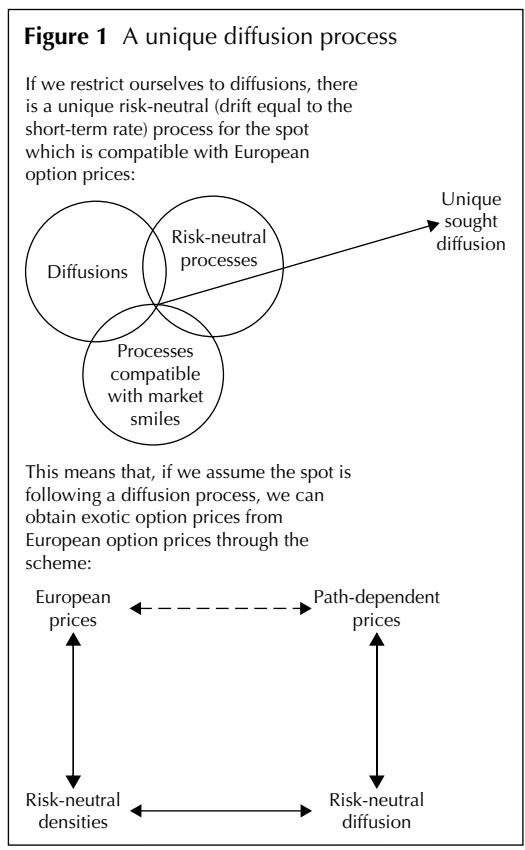 Figure 1 A unique diffusion process
If we restrict ourselves to diffusions, there
is a unique risk-neutral (drift equal to the
short-term rate) process for the spot
which is compatible with European
option prices:
Unique
sought
diffusion
Diffusions
Risk-neutral
processes
Processes
compatible
with market
smiles
This means that, if we assume the spot is
following a diffusion process, we can
obtain exotic option prices from
European option prices through the
scheme:
European
prices
Path-dependent
prices
Risk-neutral
densities
Risk-neutral
diffusion